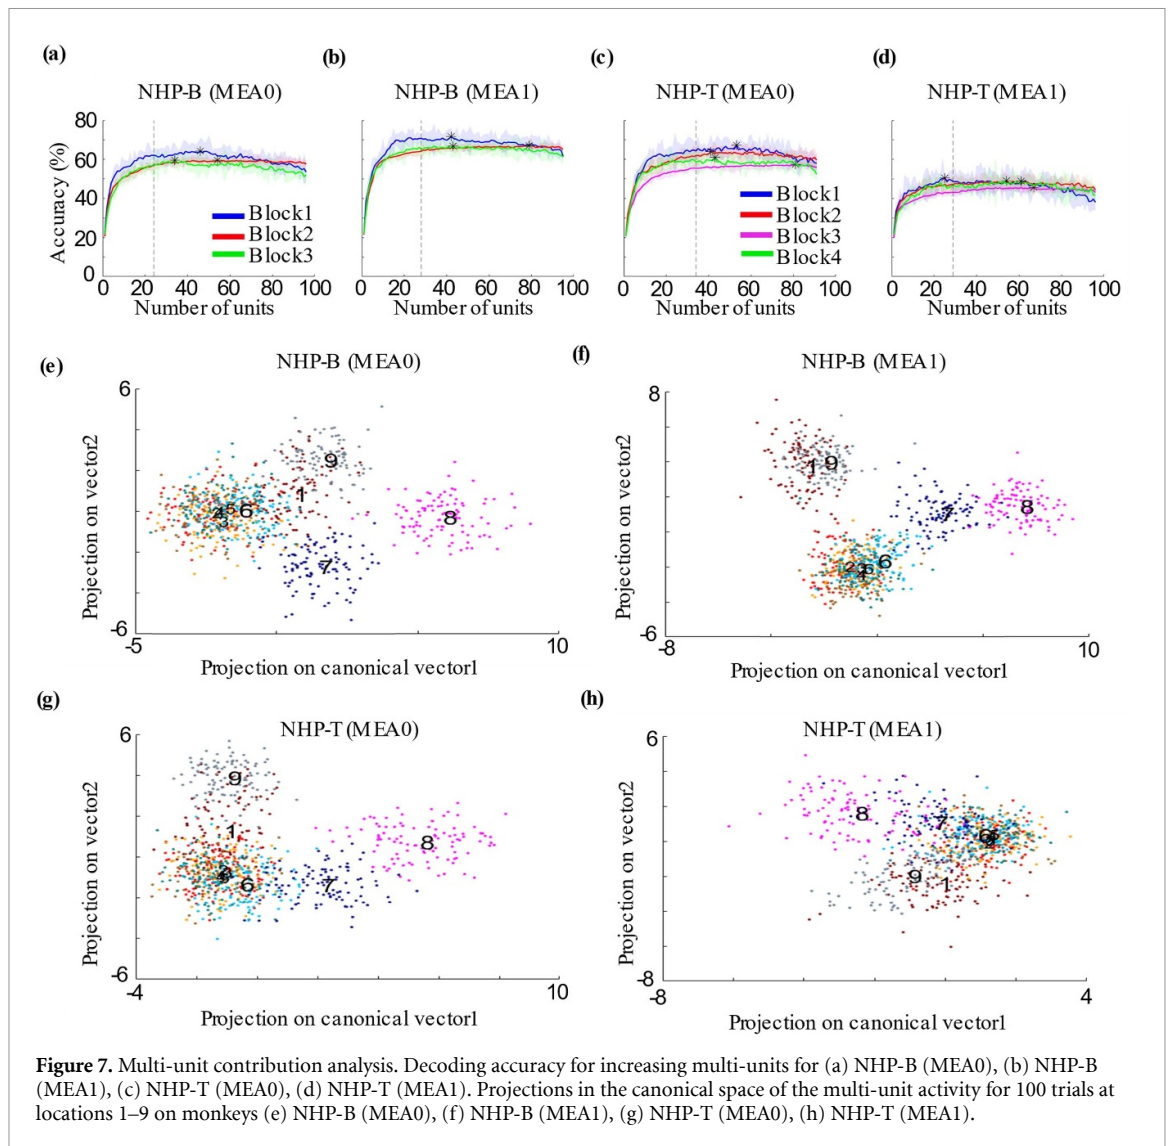 (a) (b) (c) (d)
NHP-B (MEA0) NHP-B (MEA1) NHP-T (MEA0) NHP-T (MEA1)
80
60
40
20
0
Accuracy (%)
Block1
Block2
Block3
Block1
Block2
Block3
Block4
0 20 40 60 80 100 0 20 40 60 80 100 0 20 40 60 80 100 0 20 40 60 80 100
Number of units Number of units Number of units Number of units
(e) NHP-B (MEA0)
6
Projection on vector2
9
1
2 5 6
4
3
8
7
-6
-5 10
Projection on canonical vector1
(f) NHP-B (MEA1)
8
Projection on vector2
1 9
7 8
6
2 3 5
4
-6
-8 10
Projection on canonical vector1
(g) NHP-T (MEA0)
6
Projection on vector2
9
1
8
6 7
-6
-4 10
Projection on canonical vector1
(h) NHP-T (MEA1)
6
Projection on vector2
8
7
9 1
-8
-8 4
Projection on canonical vector1
Figure 7. Multi-unit contribution analysis. Decoding accuracy for increasing multi-units for (a) NHP-B (MEA0), (b) NHP-B
(MEA1), (c) NHP-T (MEA0), (d) NHP-T (MEA1). Projections in the canonical space of the multi-unit activity for 100 trials at
locations 1–9 on monkeys (e) NHP-B (MEA0), (f) NHP-B (MEA1), (g) NHP-T (MEA0), (h) NHP-T (MEA1).